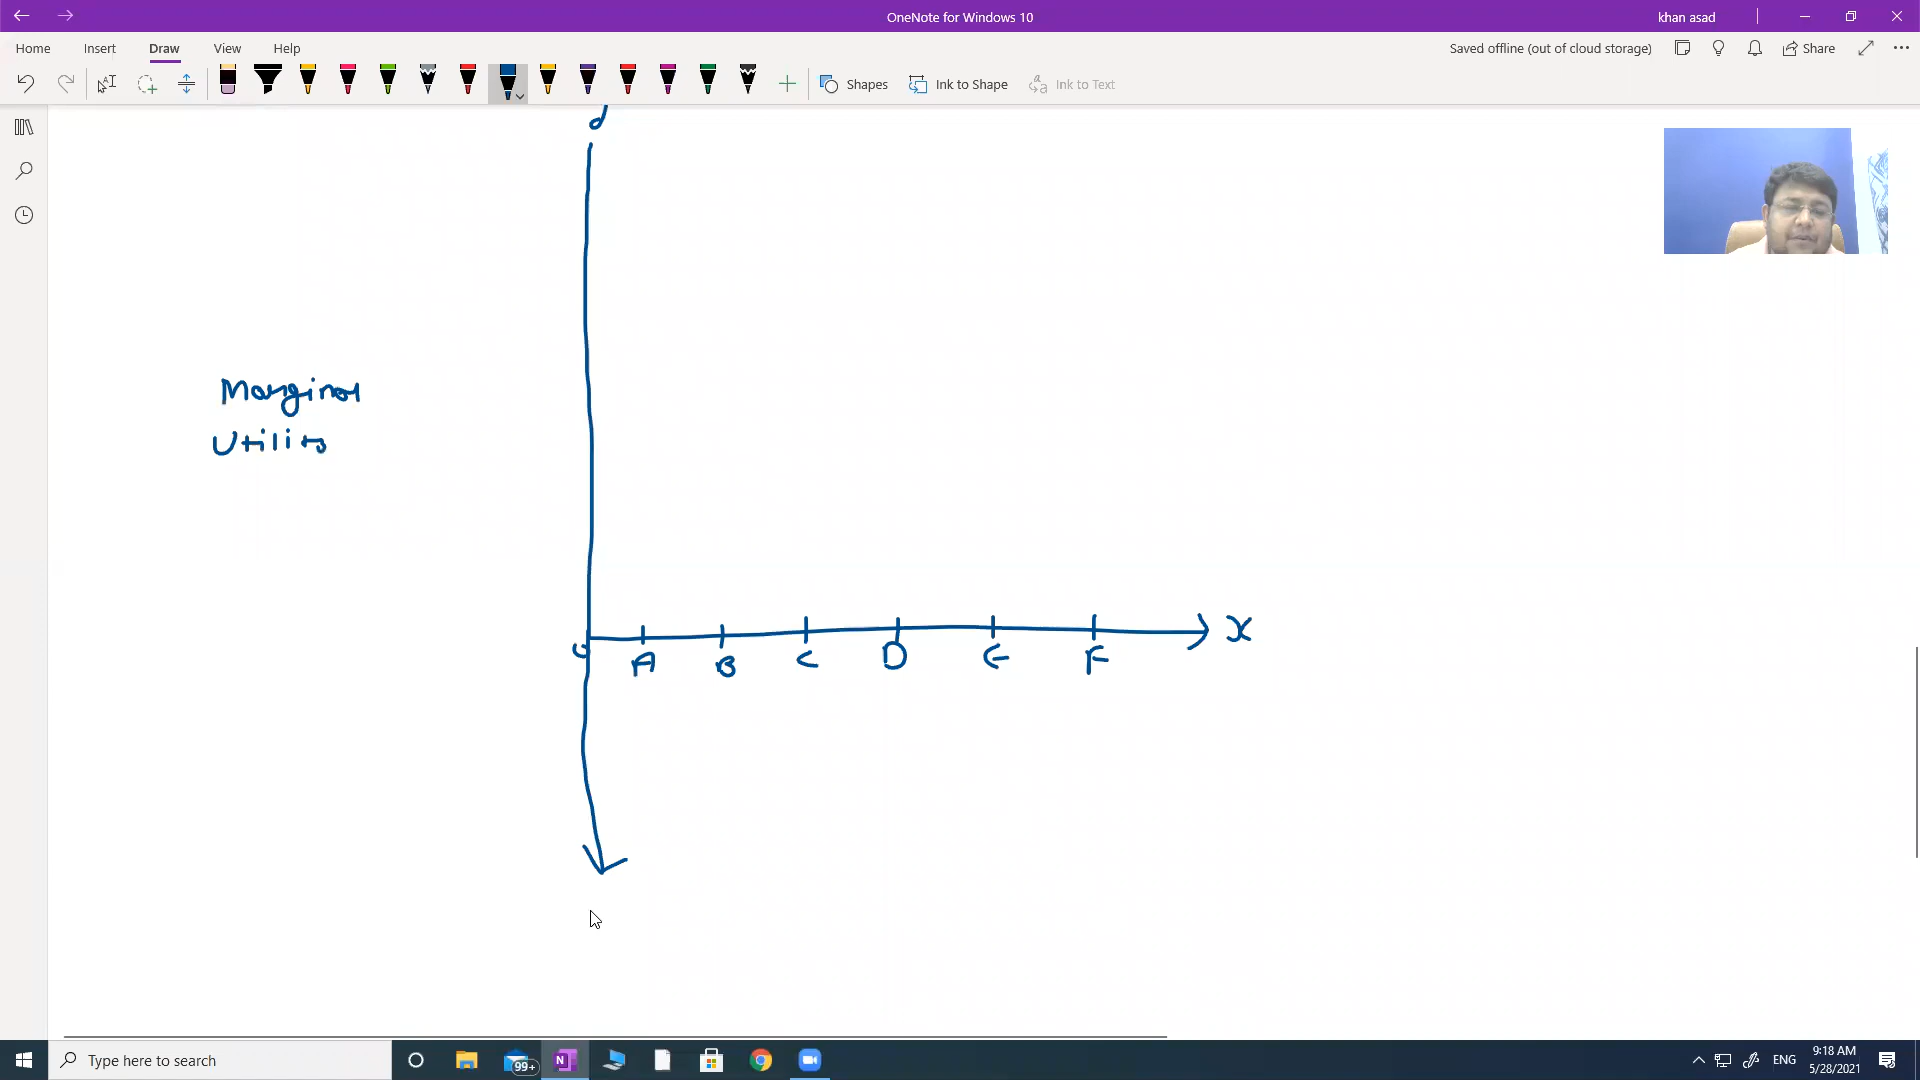 OneNote for Windows 10
khan asad
Home Insert Draw View Help
Saved offline (out of cloud storage)
Share
Shapes
Ink to Shape
Ink to Text
Marginal
Utility
X
O A B C D E F
Type here to search
99+
ENG
9:18 AM
5/28/2021